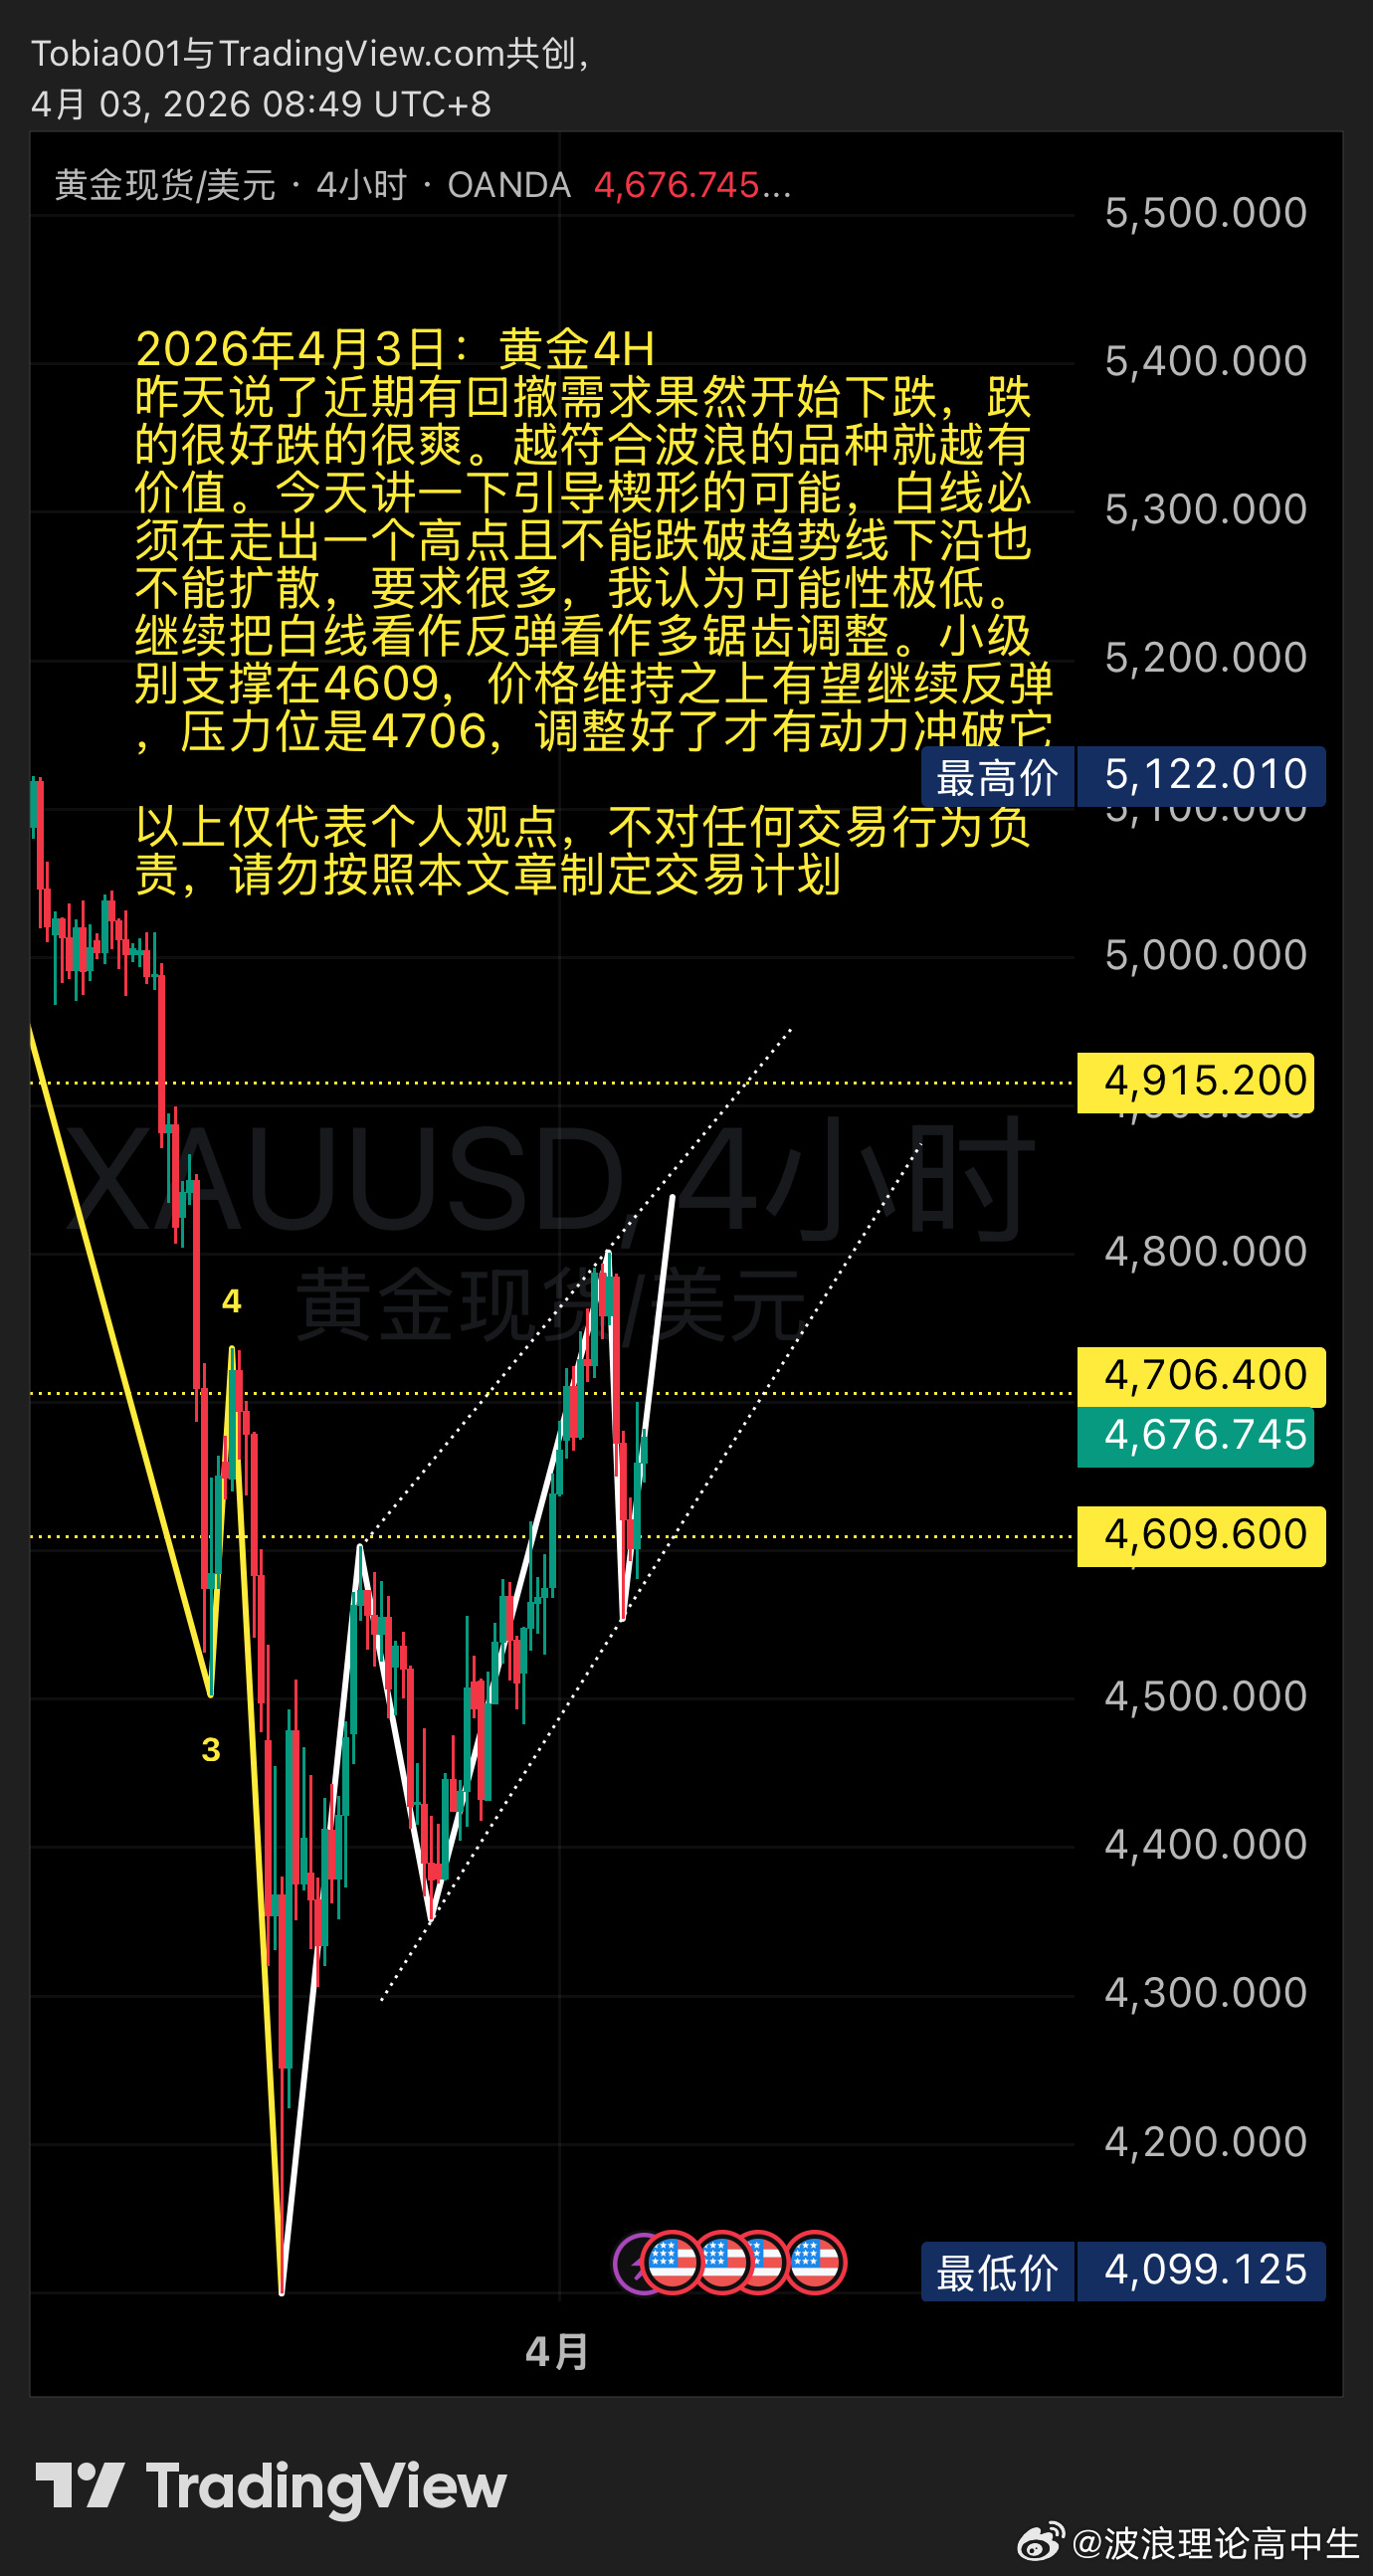 Tobia001与TradingView.com共创,
4月 03, 2026 08:49 UTC+8
黄金现货/美元 · 4小时 · OANDA 4,676.745...
5,500.000
2026年4月3日：黄金4H
5,400.000
昨天说了近期有回撤需求果然开始下跌，跌
的很好跌的很爽。越符合波浪的品种就越有
价值。今天讲一下引导楔形的可能，白线必
5,300.000
须在走出一个高点且不能跌破趋势线下沿也
不能扩散，要求很多，我认为可能性极低。
继续把白线看作反弹看作多锯齿调整。小级
5,200.000
别支撑在4609，价格维持之上有望继续反弹
，压力位是4706，调整好了才有动力冲破它
最高价 5,122.010
5,100.000
以上仅代表个人观点，不对任何交易行为负
责，请勿按照本文章制定交易计划
5,000.000
4,915.200
XAUUSD, 4小时
4,800.000
黄金现货/美元
4
4,706.400
4,676.745
4,609.600
4,500.000
3
4,400.000
4,300.000
4,200.000
最低价 4,099.125
4月
TradingView
@波浪理论高中生